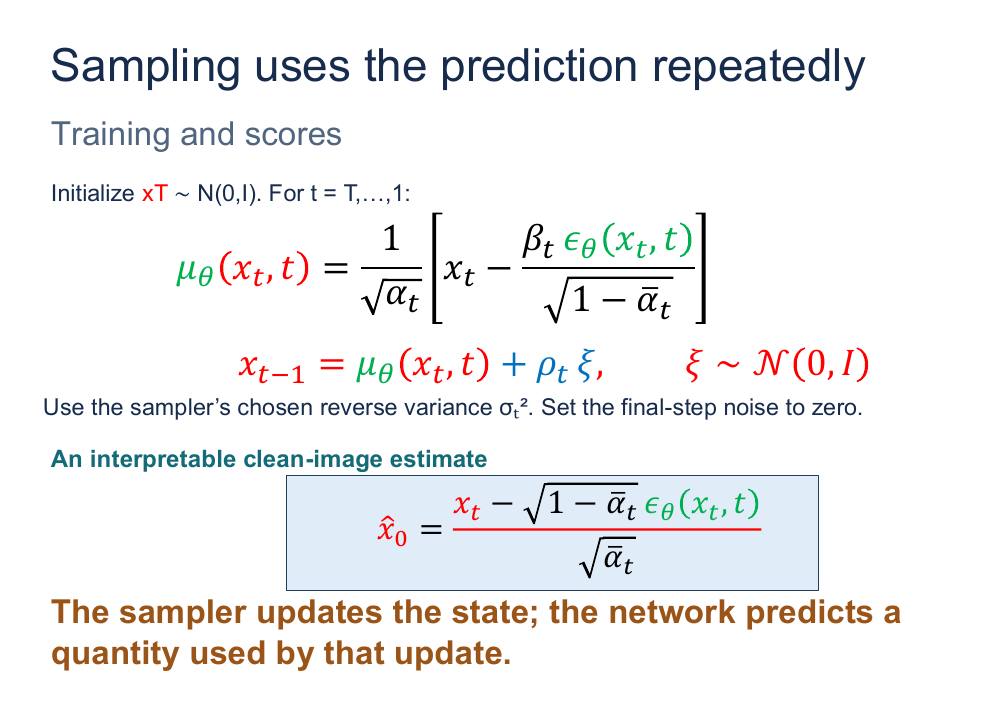 Sampling uses the prediction repeatedly
Training and scores
Initialize xT ~ N(0,I). For t = T,…,1:
μ_θ(x_t, t) = 1/√α_t [x_t − β_t ϵ_θ(x_t, t)/√(1 − ᾱ_t)]
x_{t−1} = μ_θ(x_t, t) + ρ_t ξ, ξ ~ 𝒩(0, I)
Use the sampler’s chosen reverse variance σₜ². Set the final-step noise to zero.
An interpretable clean-image estimate
x̂_0 = (x_t − √(1 − ᾱ_t) ϵ_θ(x_t, t))/√ᾱ_t
The sampler updates the state; the network predicts a
quantity used by that update.